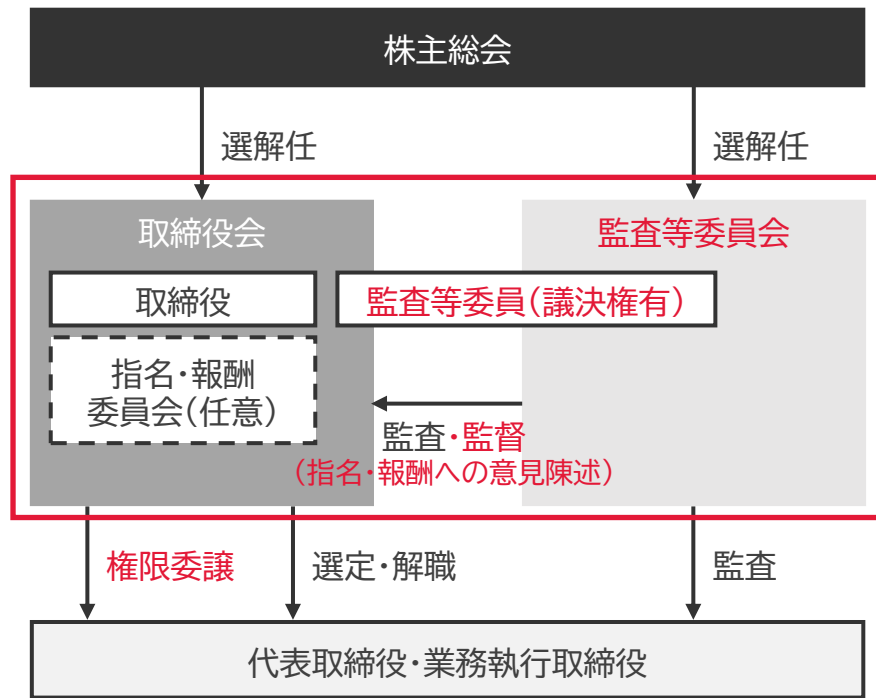 株主総会
選解任
選解任
取締役会
監査等委員会
取締役
監査等委員(議決権有)
指名・報酬
委員会(任意)
監査・監督
(指名・報酬への意見陳述)
権限委譲
選定・解職
監査
代表取締役・業務執行取締役